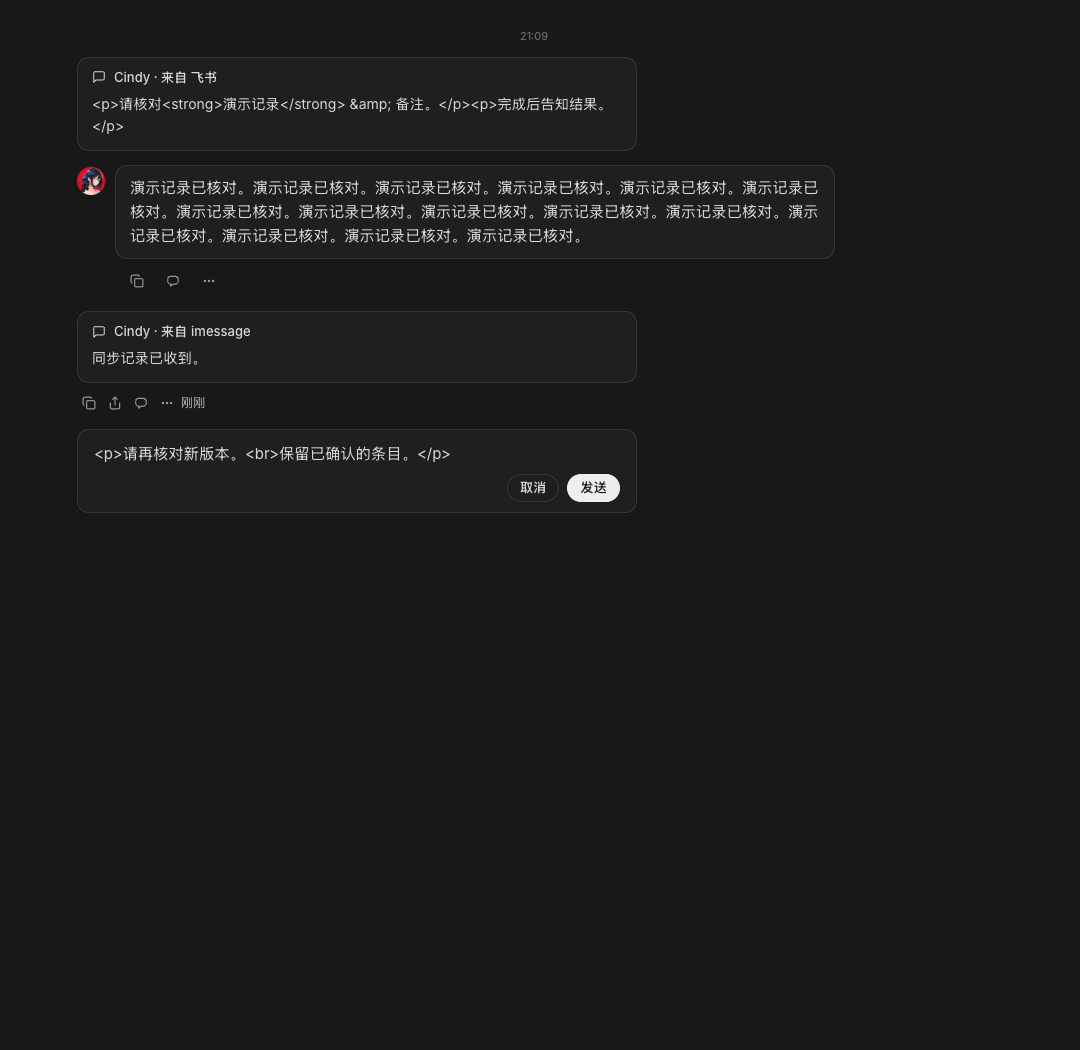 21:09
Cindy · 来自 飞书
<p>请核对<strong>演示记录</strong> &amp; 备注。</p><p>完成后告知结果。
</p>
演示记录已核对。演示记录已核对。演示记录已核对。演示记录已核对。演示记录已核对。演示记录已
核对。演示记录已核对。演示记录已核对。演示记录已核对。演示记录已核对。演示记录已核对。演示
记录已核对。演示记录已核对。演示记录已核对。演示记录已核对。
Cindy · 来自 imessage
同步记录已收到。
刚刚
<p>请再核对新版本。<br>保留已确认的条目。</p>
取消 发送